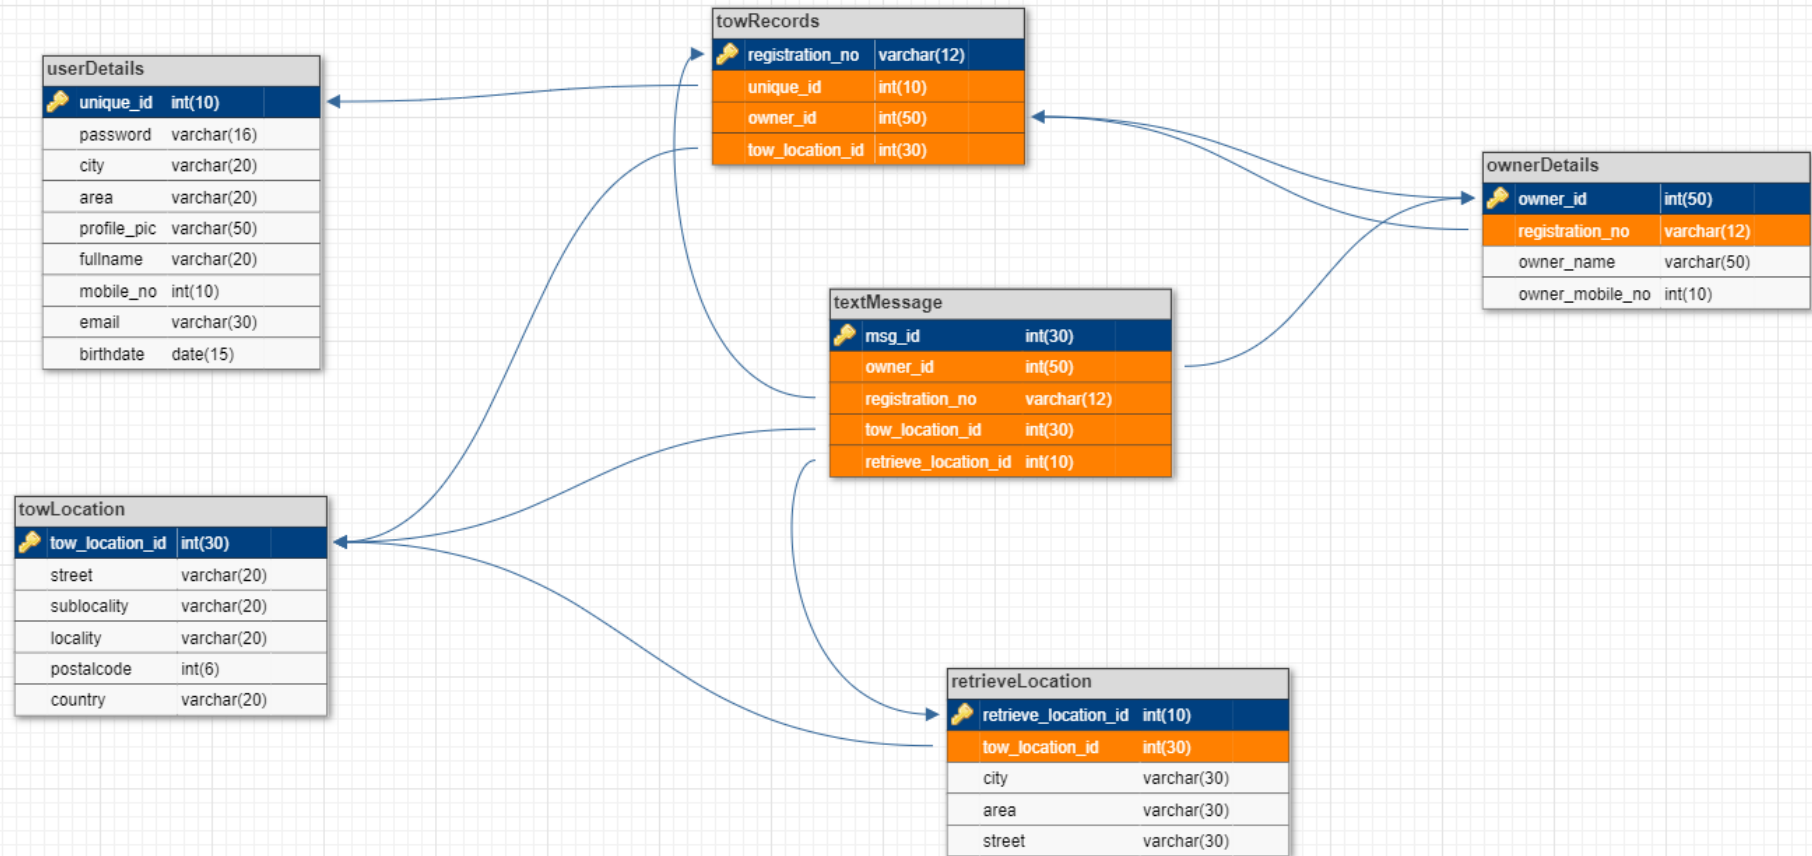 towRecords
registration_no varchar(12)
unique_id int(10)
owner_id int(50)
tow_location_id int(30)
userDetails
unique_id int(10)
password varchar(16)
city varchar(20)
area varchar(20)
profile_pic varchar(50)
fullname varchar(20)
mobile_no int(10)
email varchar(30)
birthdate date(15)
ownerDetails
owner_id int(50)
registration_no varchar(12)
owner_name varchar(50)
owner_mobile_no int(10)
textMessage
msg_id int(30)
owner_id int(50)
registration_no varchar(12)
tow_location_id int(30)
retrieve_location_id int(10)
towLocation
tow_location_id int(30)
street varchar(20)
sublocality varchar(20)
locality varchar(20)
postalcode int(6)
country varchar(20)
retrieveLocation
retrieve_location_id int(10)
tow_location_id int(30)
city varchar(30)
area varchar(30)
street varchar(30)